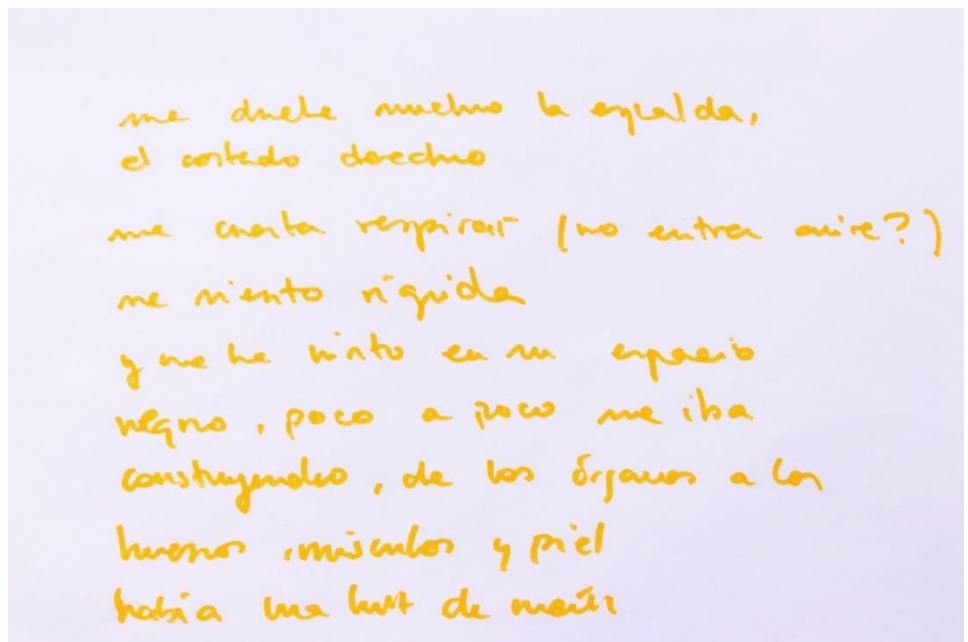 me duele mucho la espalda,
el costado derecho
me cuesta respirar (no entra aire?)
me siento rígida
y me he visto en un espacio
negro, poco a poco me iba
construyendo, de los órganos a los
huesos, músculos y piel
había una de